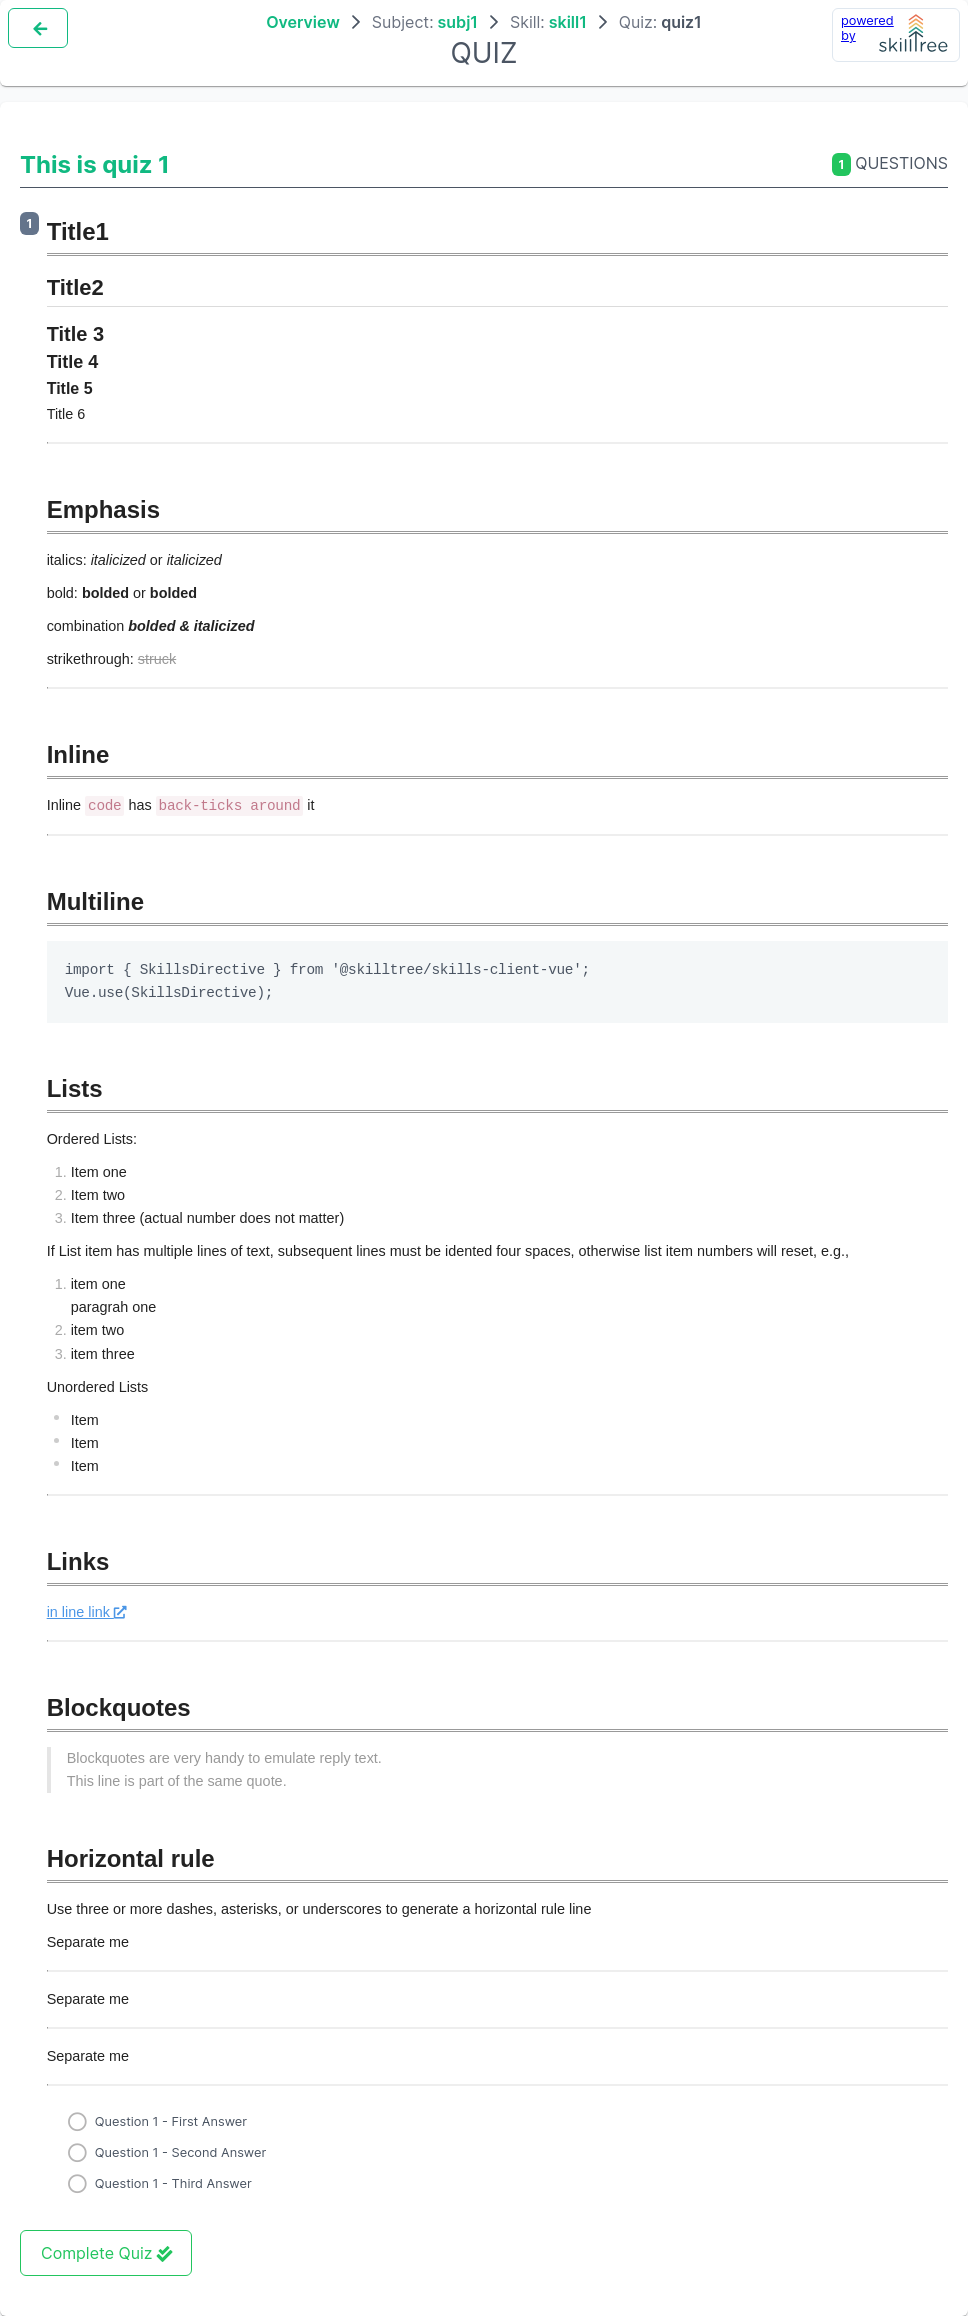 Overview > Subject: subj1 > Skill: skill1 > Quiz: quiz1
QUIZ
powered
by
skilltree
This is quiz 1
1 QUESTIONS
1
Title1
Title2
Title 3
Title 4
Title 5
Title 6
Emphasis
italics: italicized or italicized
bold: bolded or bolded
combination bolded & italicized
strikethrough: struck
Inline
Inline code has back-ticks around it
Multiline
import { SkillsDirective } from '@skilltree/skills-client-vue';
Vue.use(SkillsDirective);
Lists
Ordered Lists:
1. Item one
2. Item two
3. Item three (actual number does not matter)
If List item has multiple lines of text, subsequent lines must be idented four spaces, otherwise list item numbers will reset, e.g.,
1. item one
paragrah one
2. item two
3. item three
Unordered Lists
• Item
• Item
• Item
Links
in line link
Blockquotes
Blockquotes are very handy to emulate reply text.
This line is part of the same quote.
Horizontal rule
Use three or more dashes, asterisks, or underscores to generate a horizontal rule line
Separate me
Separate me
Separate me
Question 1 - First Answer
Question 1 - Second Answer
Question 1 - Third Answer
Complete Quiz